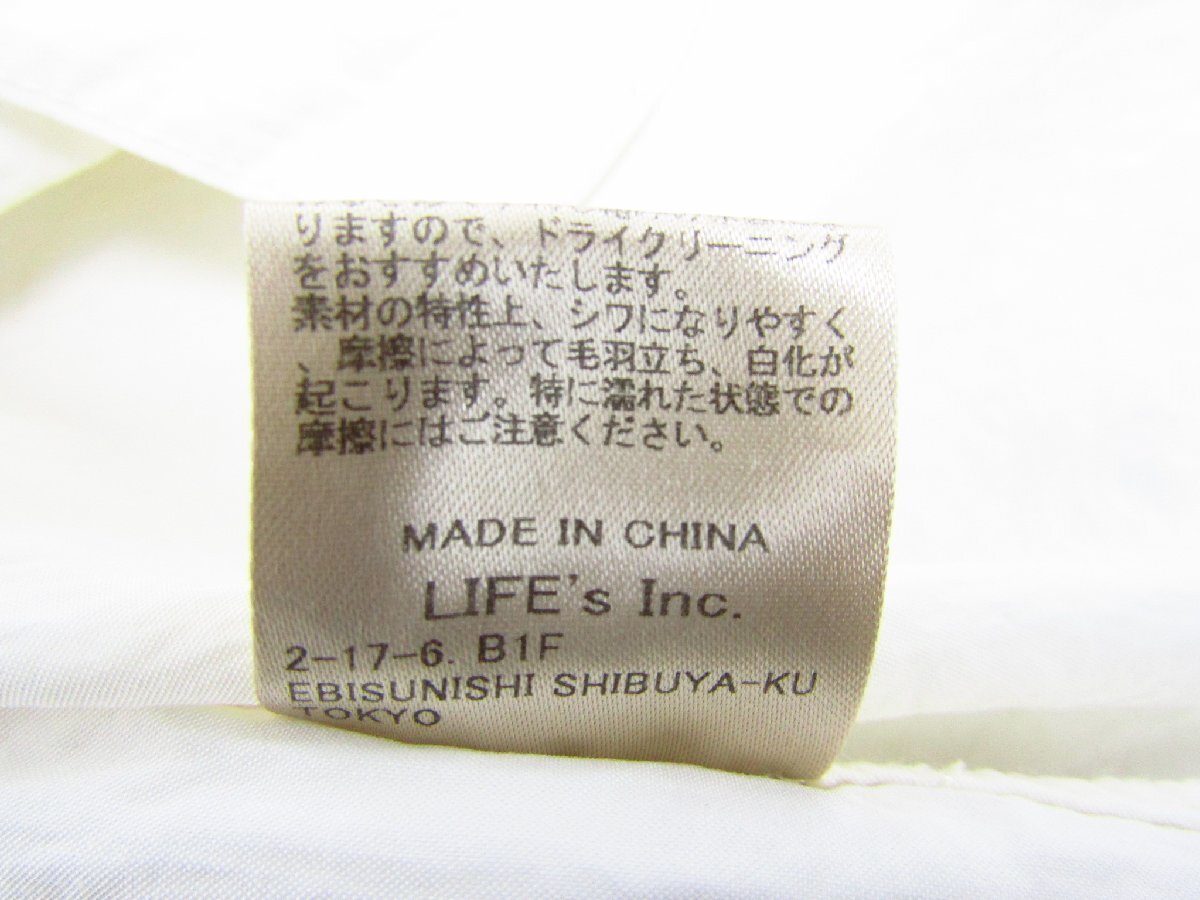 りますので、ドライクリーニング
をおすすめいたします。
素材の特性上、シワになりやすく
、摩擦によって毛羽立ち、白化が
起こります。特に濡れた状態での
摩擦にはご注意ください。
MADE IN CHINA
LIFE's Inc.
2-17-6. B1F
EBISUNISHI SHIBUYA-KU
TOKYO